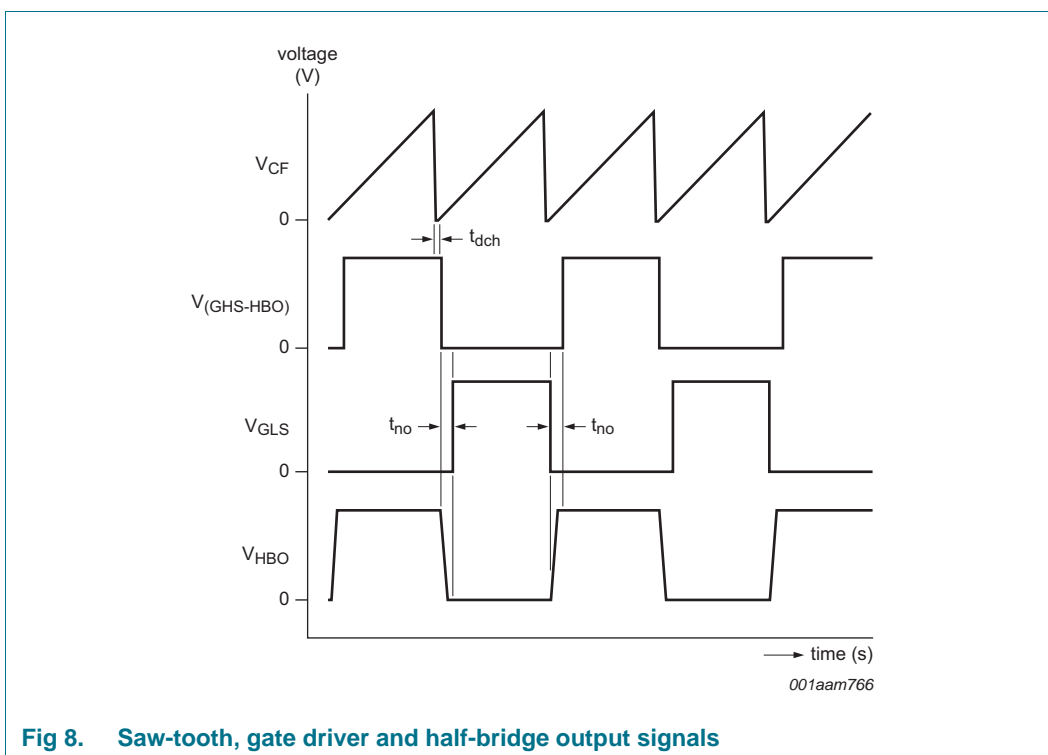 voltage
(V)
VCF
0
tdch
V(GHS-HBO)
0
tno
tno
VGLS
0
VHBO
0
time (s)
001aam766
Fig 8. Saw-tooth, gate driver and half-bridge output signals